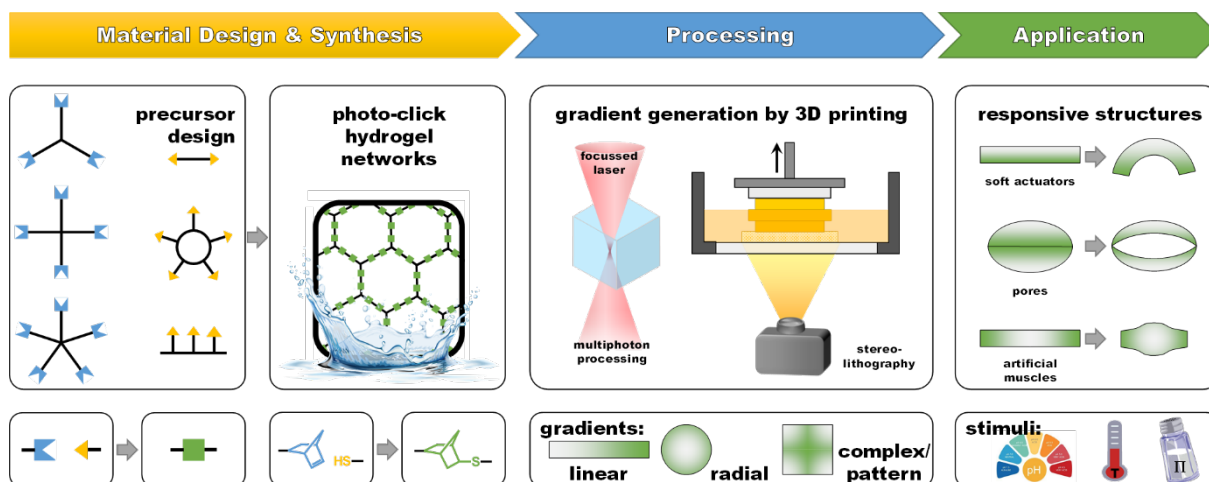 Material Design & Synthesis
Processing
Application
precursor
design
photo-click
hydrogel
networks
gradient generation by 3D printing
focussed
laser
multiphoton
processing
stereo-
lithography
responsive structures
soft actuators
pores
artificial
muscles
HS
S
gradients:
linear
radial
complex/
pattern
stimuli:
pH
T
Π